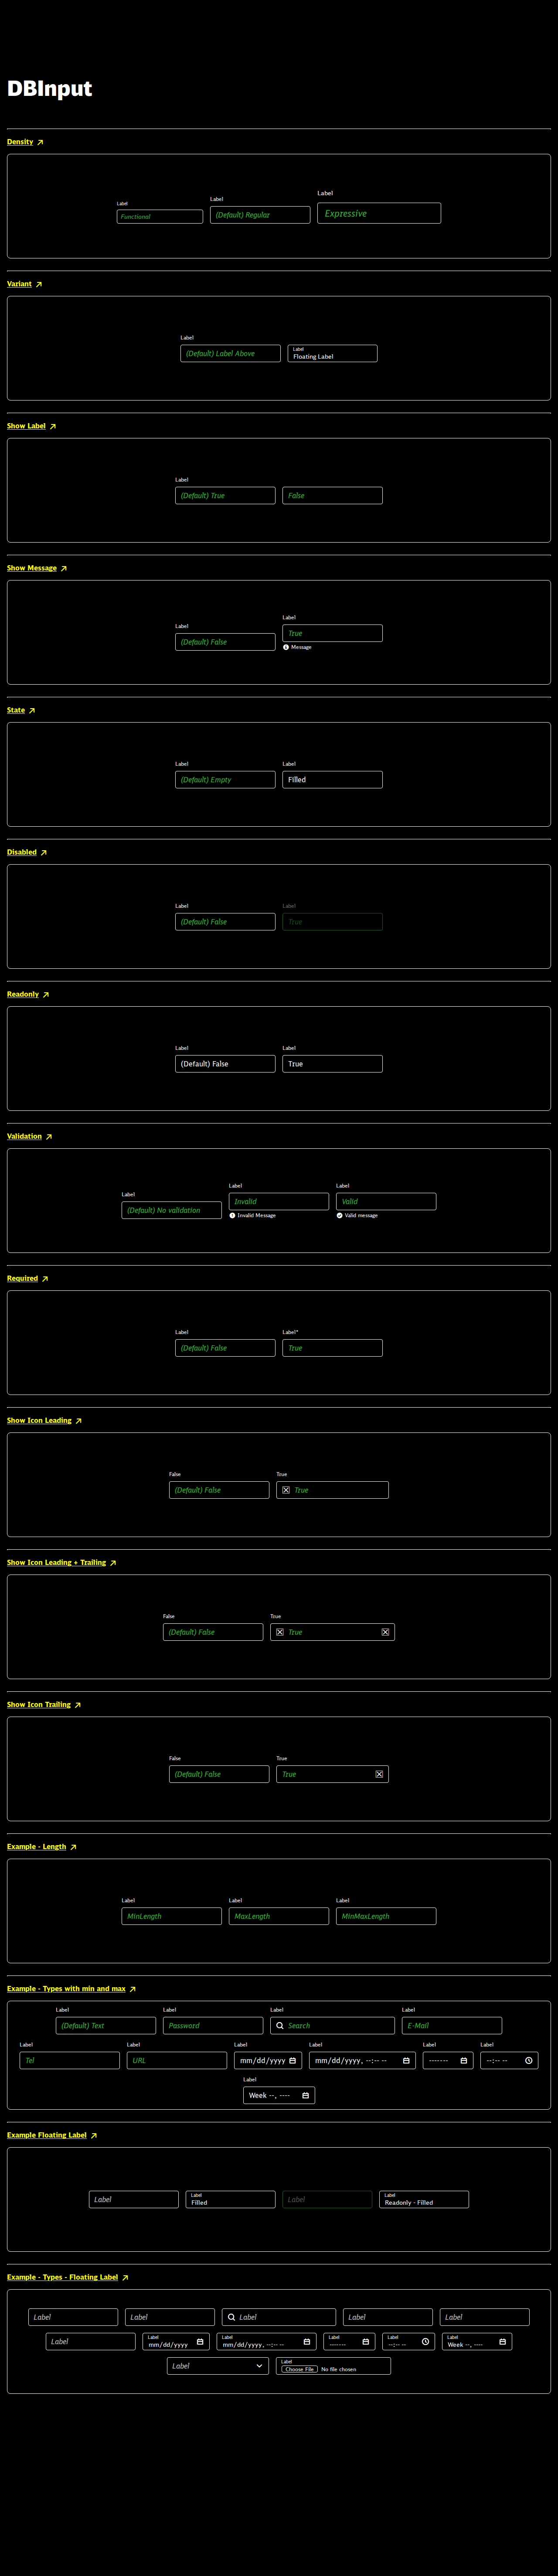 DBInput
Density
Label Label Label
Functional (Default) Regular Expressive
Variant
Label Label
(Default) Label Above Floating Label
Show Label
Label
(Default) True False
Show Message
Label Label
(Default) False True
Message
State
Label Label
(Default) Empty Filled
Disabled
Label Label
(Default) False True
Readonly
Label Label
(Default) False True
Validation
Label Label Label
(Default) No validation Invalid Valid
Invalid Message Valid message
Required
Label Label*
(Default) False True
Show Icon Leading
False True
(Default) False True
Show Icon Leading + Trailing
False True
(Default) False True
Show Icon Trailing
False True
(Default) False True
Example - Length
Label Label Label
MinLength MaxLength MinMaxLength
Example - Types with min and max
Label Label Label Label
(Default) Text Password Search E-Mail
Label Label Label Label Label Label
Tel URL mm/dd/yyyy mm/dd/yyyy, --:-- -- ------- --:-- --
Label
Week --, ----
Example Floating Label
Label Label Label Label
Filled Readonly - Filled
Example - Types - Floating Label
Label Label Label Label Label
Label Label Label Label Label Label
mm/dd/yyyy mm/dd/yyyy, --:-- -- ------- --:-- -- Week --, ----
Label Label
Choose File No file chosen